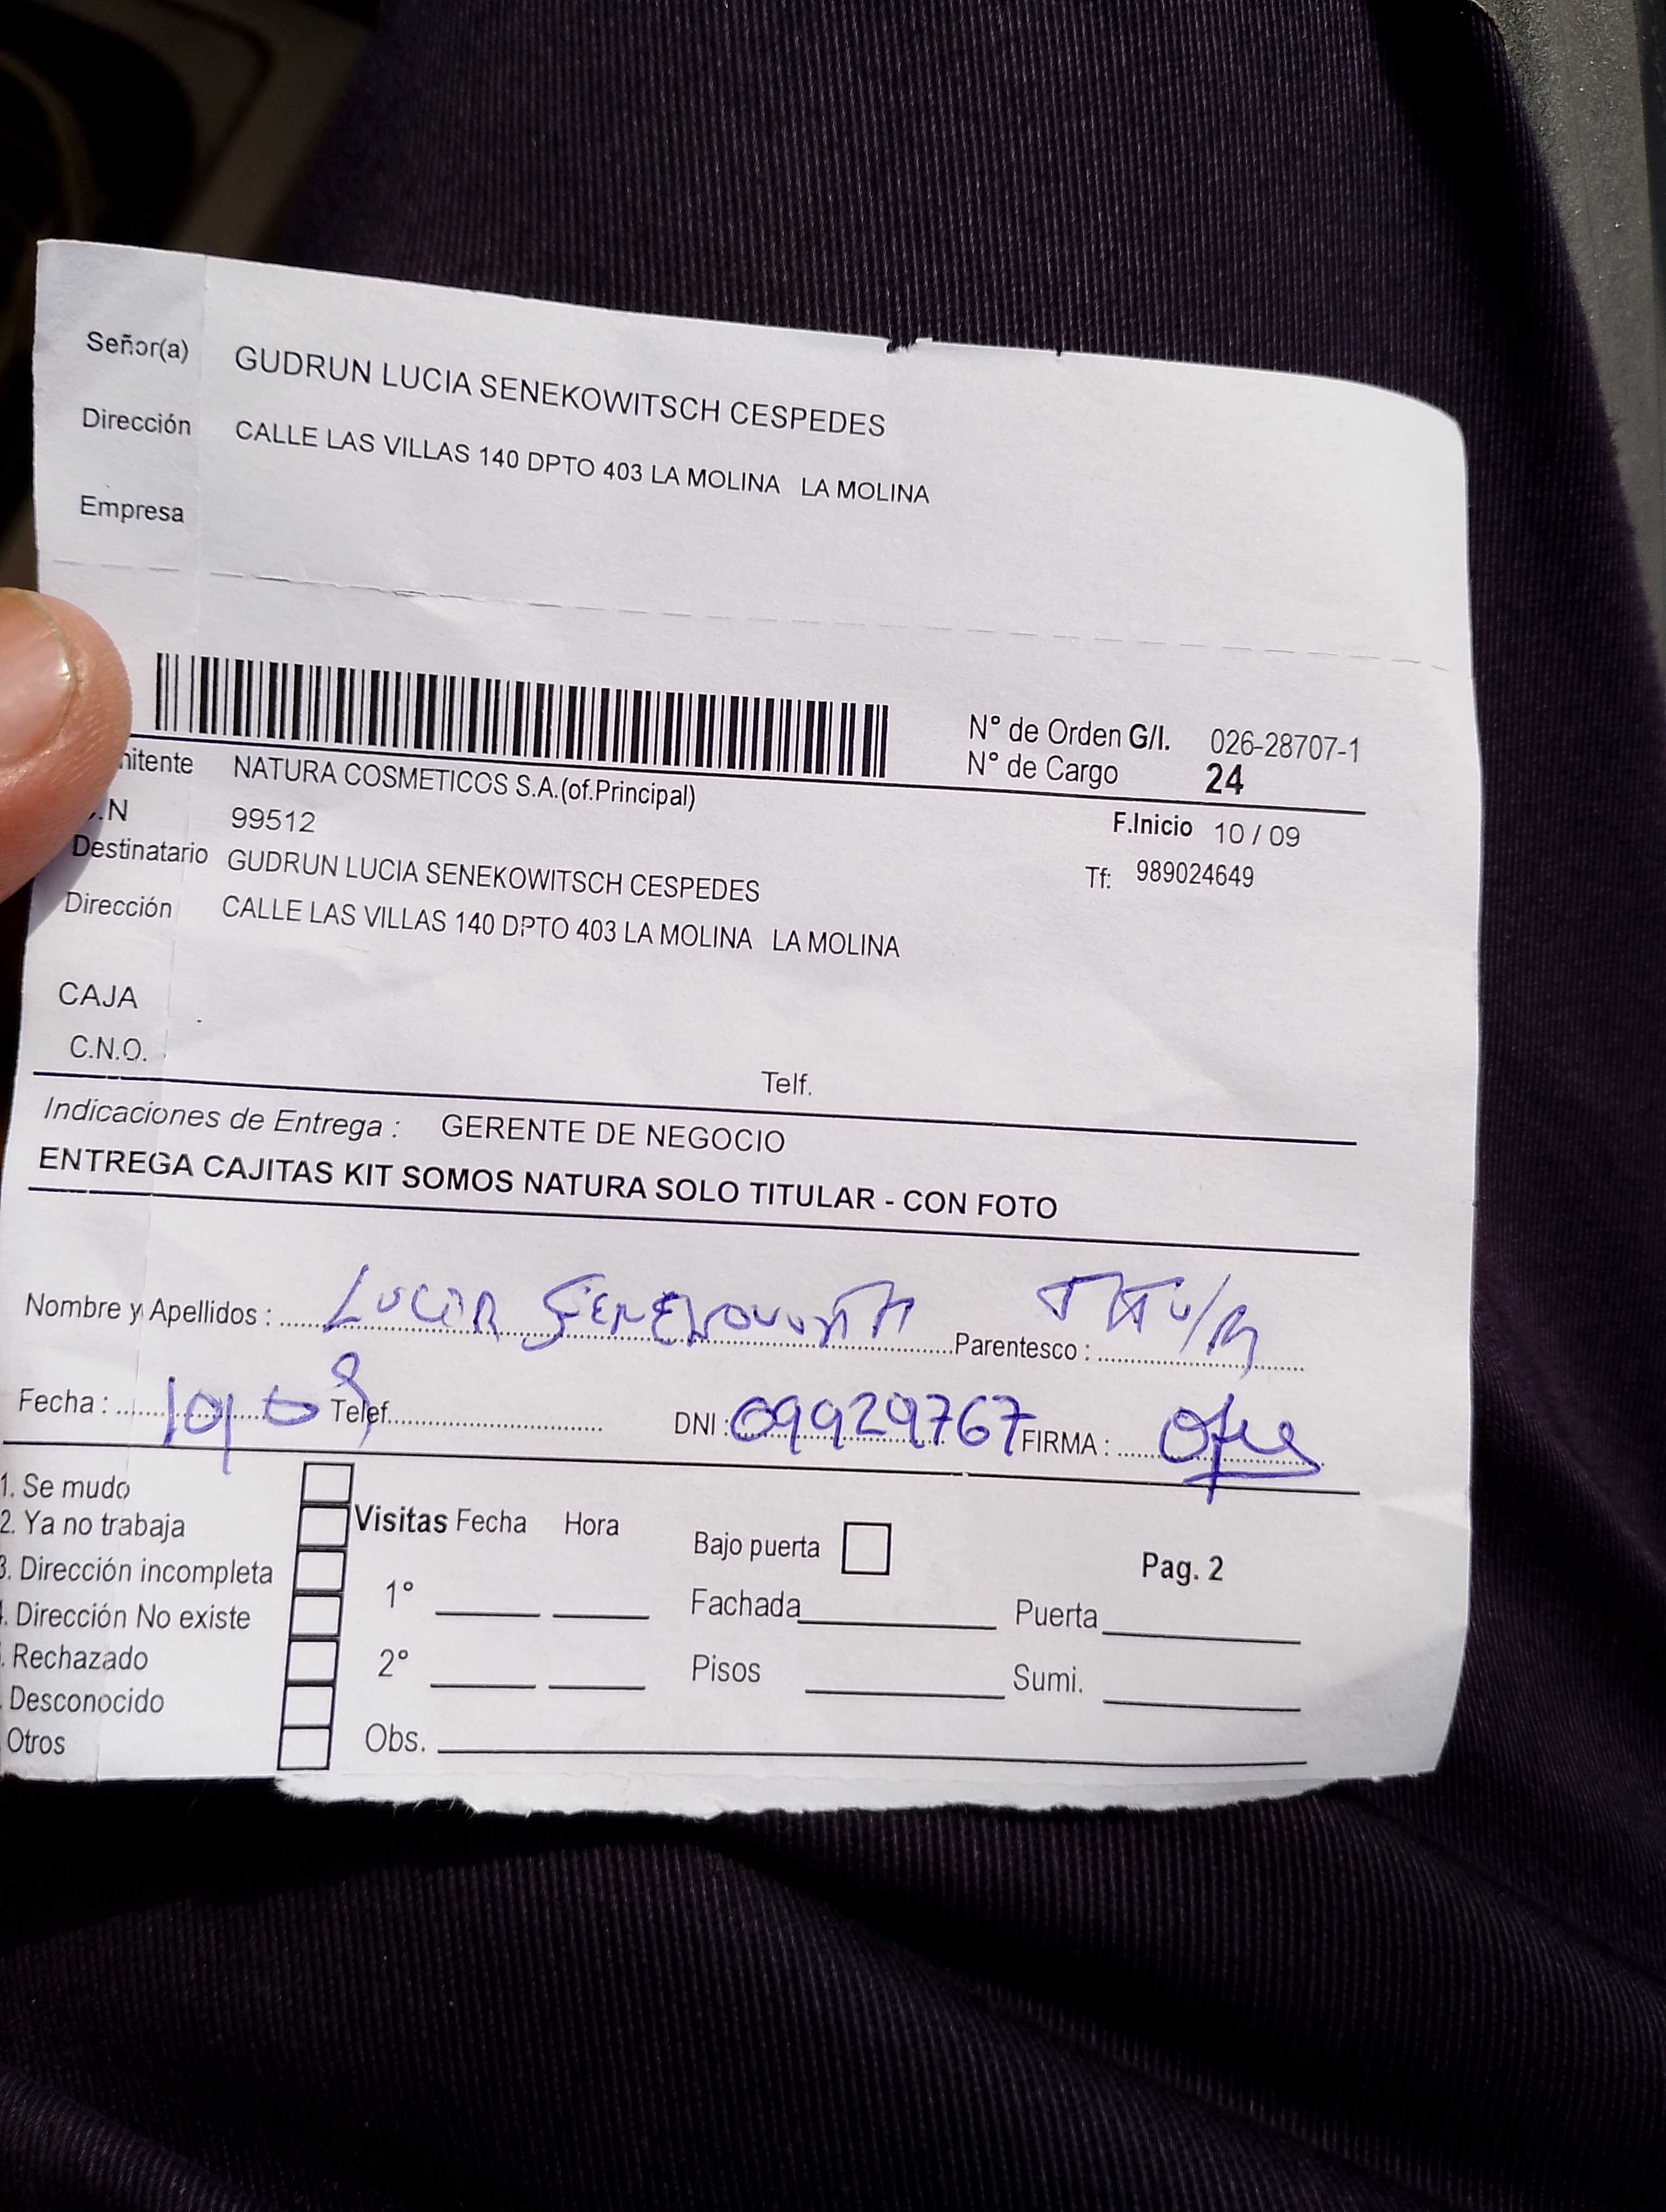 Señor(a) GUDRUN LUCIA SENEKOWITSCH CESPEDES
Dirección CALLE LAS VILLAS 140 DPTO 403 LA MOLINA LA MOLINA
Empresa
N° de Orden G/I. 026-28707-1
N° de Cargo 24
mitente NATURA COSMETICOS S.A.(of.Principal)
.N 99512
F.Inicio 10 / 09
Destinatario GUDRUN LUCIA SENEKOWITSCH CESPEDES
Tf: 989024649
Dirección CALLE LAS VILLAS 140 DPTO 403 LA MOLINA LA MOLINA
CAJA
C.N.O.
Telf.
Indicaciones de Entrega : GERENTE DE NEGOCIO
ENTREGA CAJITAS KIT SOMOS NATURA SOLO TITULAR - CON FOTO
Nombre y Apellidos : LUCIA Parentesco :
Fecha : 10/09 Telef. DNI : 09929767 FIRMA :
1. Se mudo
2. Ya no trabaja
3. Dirección incompleta
. Dirección No existe
. Rechazado
Desconocido
Otros
Visitas Fecha Hora
1°
2°
Obs.
Bajo puerta
Pag. 2
Fachada Puerta
Pisos Sumi.